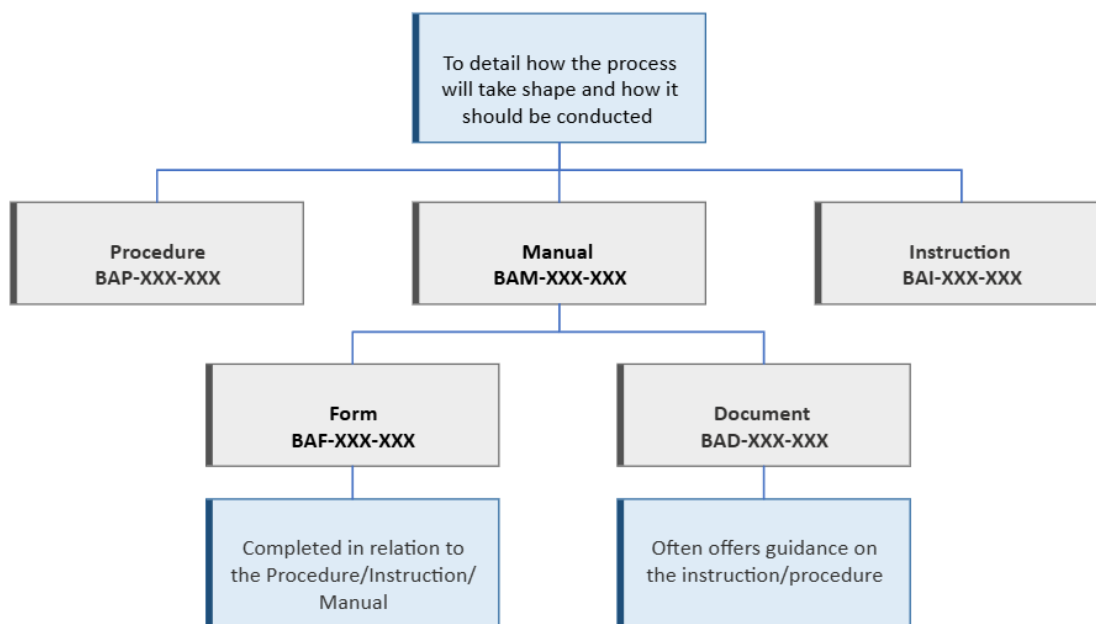 To detail how the process
will take shape and how it
should be conducted
Procedure
BAP-XXX-XXX
Manual
BAM-XXX-XXX
Instruction
BAI-XXX-XXX
Form
BAF-XXX-XXX
Document
BAD-XXX-XXX
Completed in relation to
the Procedure/Instruction/
Manual
Often offers guidance on
the instruction/procedure